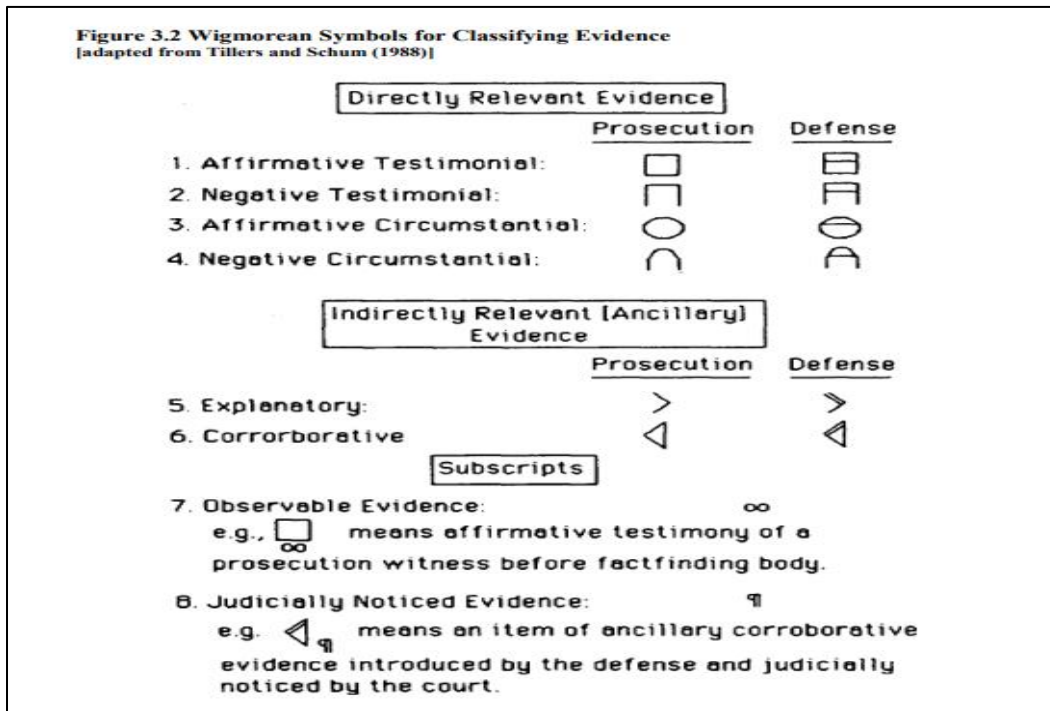 Figure 3.2 Wigmorean Symbols for Classifying Evidence
[adapted from Tillers and Schum (1988)]
Directly Relevant Evidence
Prosecution Defense
1. Affirmative Testimonial:
2. Negative Testimonial:
3. Affirmative Circumstantial:
4. Negative Circumstantial:
Indirectly Relevant [Ancillary]
Evidence
Prosecution Defense
5. Explanatory:
6. Corrorborative
Subscripts
7. Observable Evidence: ∞
e.g., ∞ means affirmative testimony of a
prosecution witness before factfinding body.
8. Judicially Noticed Evidence: ¶
e.g. ¶ means an item of ancillary corroborative
evidence introduced by the defense and judicially
noticed by the court.